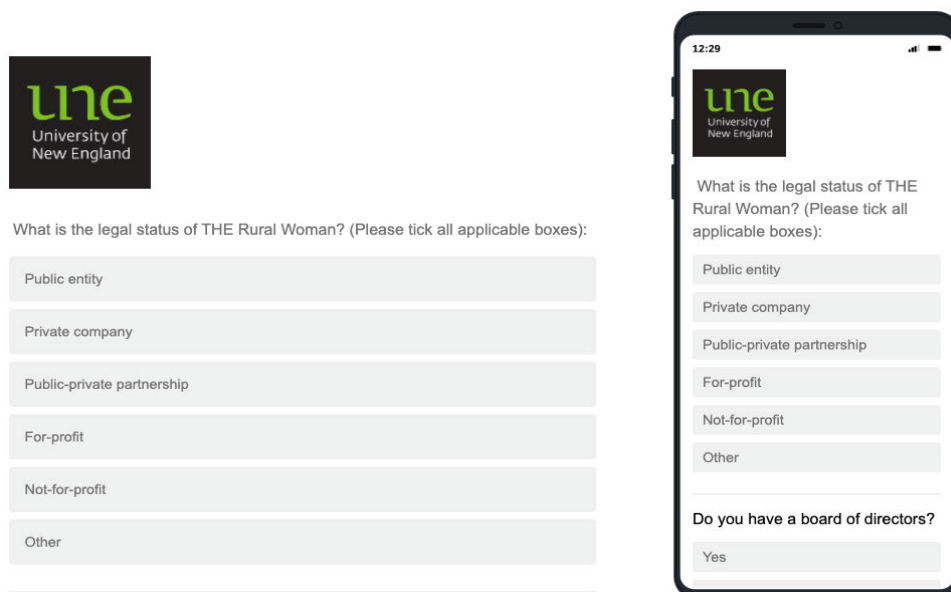 une
University of
New England
What is the legal status of THE Rural Woman? (Please tick all applicable boxes):
Public entity
Private company
Public-private partnership
For-profit
Not-for-profit
Other
12:29
une
University of
New England
What is the legal status of THE
Rural Woman? (Please tick all
applicable boxes):
Public entity
Private company
Public-private partnership
For-profit
Not-for-profit
Other
Do you have a board of directors?
Yes